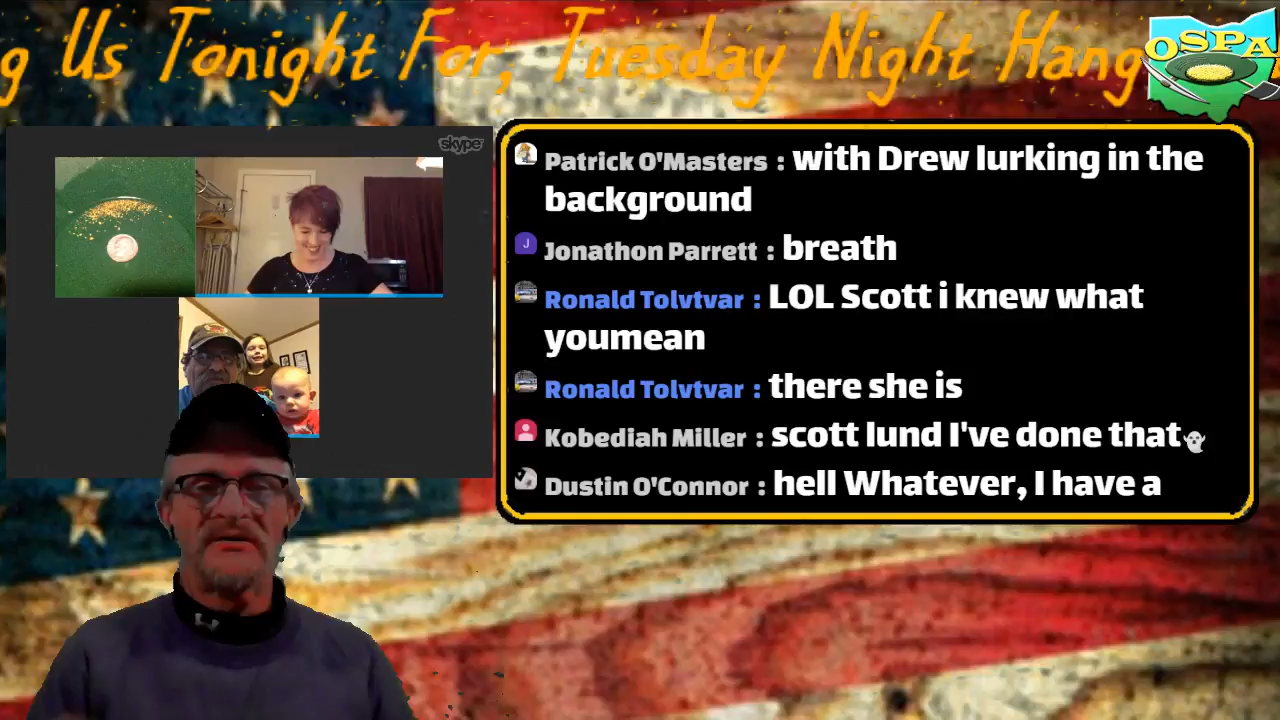 g Us Tonight For, Tuesday Night Hang
OSPA
skype
Patrick O'Masters : with Drew lurking in the
background
J Jonathon Parrett : breath
Ronald Tolvtvar : LOL Scott i knew what
youmean
Ronald Tolvtvar : there she is
Kobediah Miller : scott lund I've done that👻
Dustin O'Connor : hell Whatever, I have a